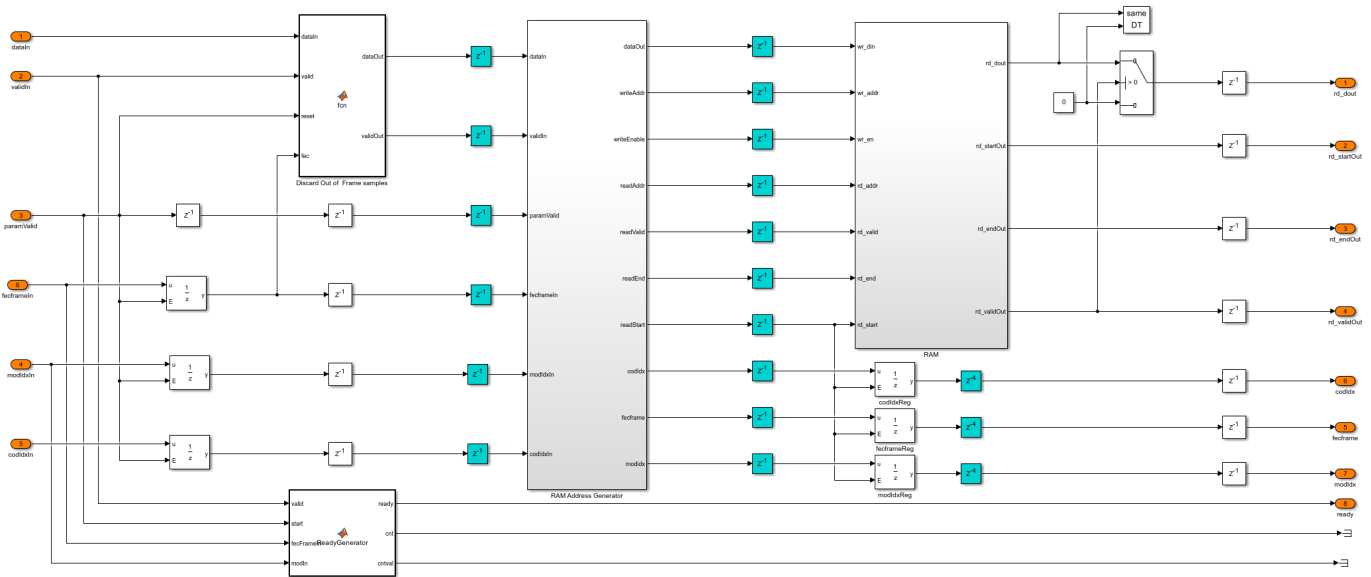 1
dataIn
2
validIn
3
paramValid
6
fecframeIn
4
modIdxIn
5
codIdxIn
dataIn
valid
reset
fec
fcn
dataOut
validOut
Discard Out of Frame samples
z-1
z-1
z-1
z-1
z-1
u
E
1
z
y
z-1
z-1
u
E
1
z
y
z-1
z-1
u
E
1
z
y
z-1
z-1
valid
start
fecFrameIn
modIn
ReadyGenerator
ready
cnt
cntval
dataIn
validIn
paramValid
fecframeIn
modIdxIn
codIdxIn
dataOut
writeAddr
writeEnable
readAddr
readValid
readEnd
readStart
codIdx
fecframe
modIdx
RAM Address Generator
z-1
z-1
z-1
z-1
z-1
z-1
z-1
z-1
z-1
z-1
wr_din
wr_addr
wr_en
rd_addr
rd_valid
rd_end
rd_start
rd_dout
rd_startOut
rd_endOut
rd_validOut
RAM
u
E
1
z
y
codIdxReg
z-4
u
E
1
z
y
fecframeReg
z-4
u
E
1
z
y
modIdxReg
z-4
same
DT
0
> 0
z-1
z-1
z-1
z-1
z-1
z-1
z-1
1
rd_dout
2
rd_startOut
3
rd_endOut
4
rd_validOut
6
codIdx
5
fecframe
7
modIdx
8
ready